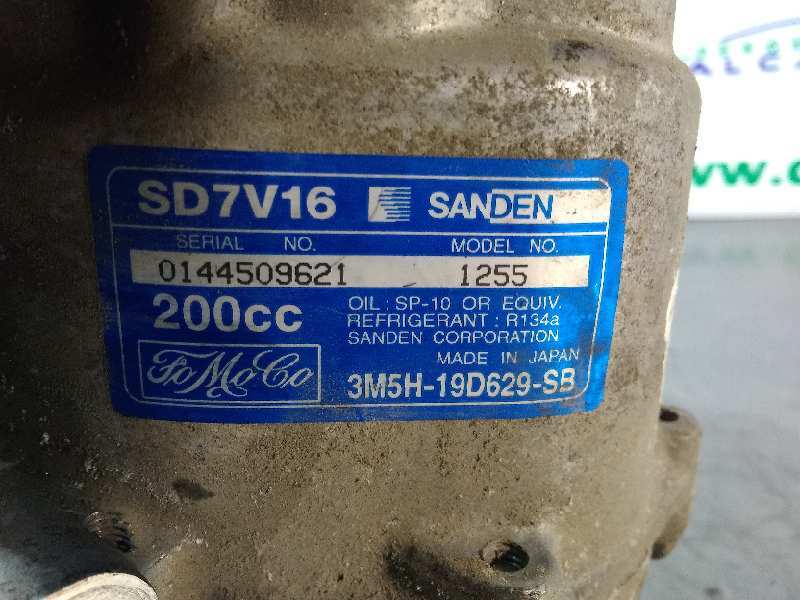 SD7V16 SANDEN
SERIAL NO. MODEL NO.
0144509621 1255
200cc
OIL : SP-10 OR EQUIV.
REFRIGERANT : R134a
SANDEN CORPORATION
MADE IN JAPAN
FoMoCo
3M5H-19D629-SB